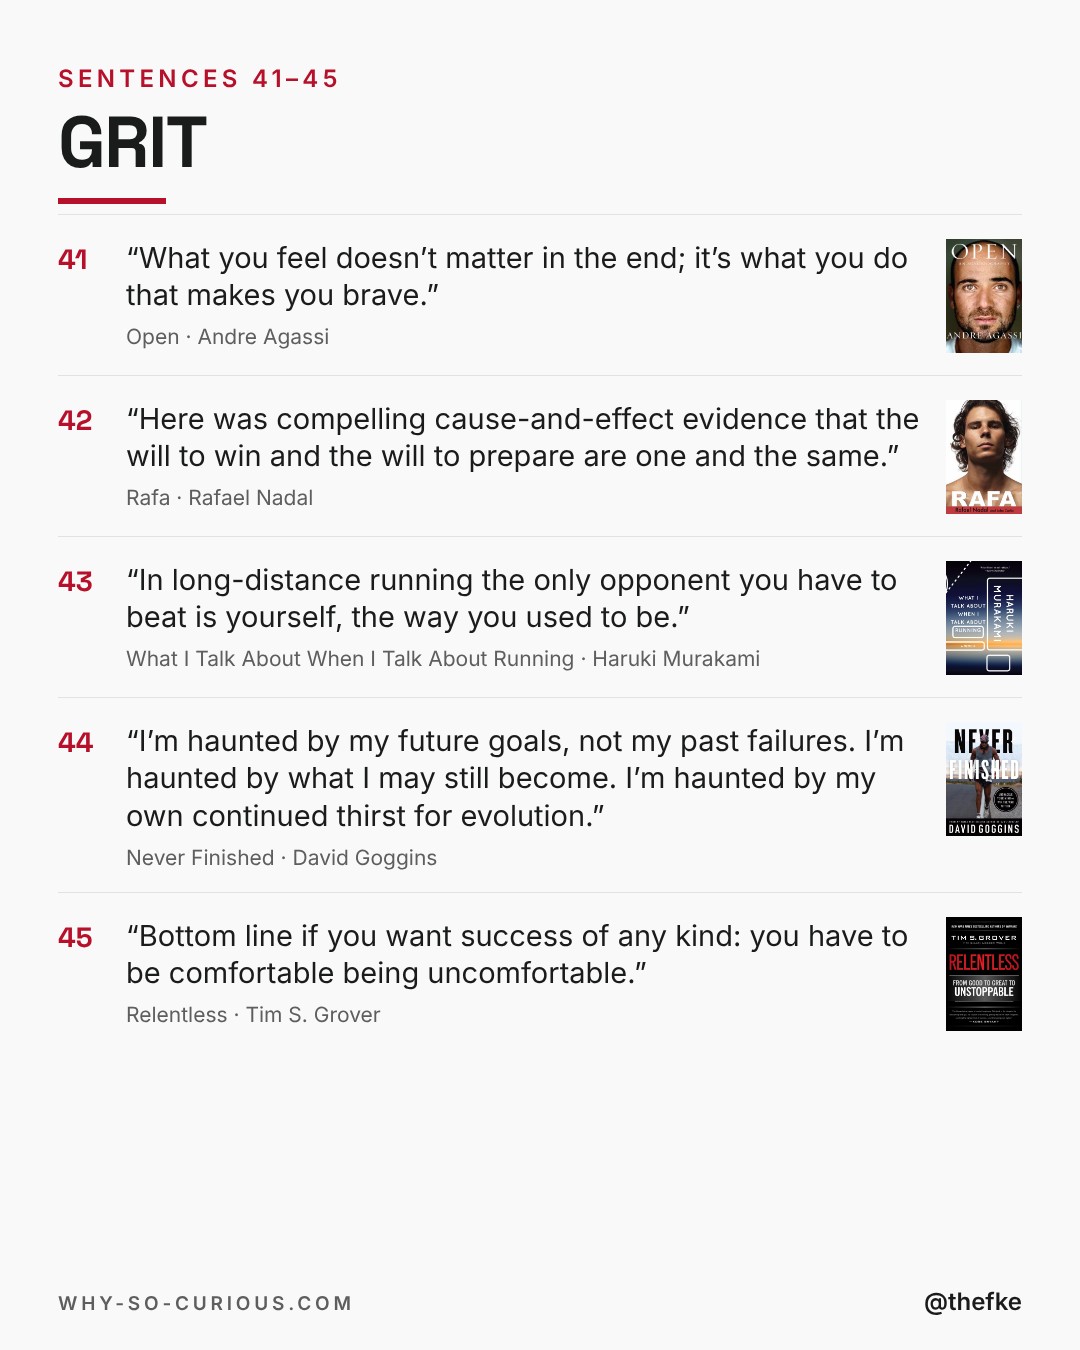 SENTENCES 41–45
GRIT
41
“What you feel doesn’t matter in the end; it’s what you do
that makes you brave.”
Open · Andre Agassi
OPEN
ANDRE AGASSI
42
“Here was compelling cause-and-effect evidence that the
will to win and the will to prepare are one and the same.”
Rafa · Rafael Nadal
RAFA
Rafael Nadal
43
“In long-distance running the only opponent you have to
beat is yourself, the way you used to be.”
What I Talk About When I Talk About Running · Haruki Murakami
WHAT I
TALK ABOUT
WHEN I
TALK ABOUT
RUNNING
HARUKI
MURAKAMI
44
“I’m haunted by my future goals, not my past failures. I’m
haunted by what I may still become. I’m haunted by my
own continued thirst for evolution.”
Never Finished · David Goggins
NEVER
FINISHED
DAVID GOGGINS
45
“Bottom line if you want success of any kind: you have to
be comfortable being uncomfortable.”
Relentless · Tim S. Grover
TIM S. GROVER
RELENTLESS
FROM GOOD TO GREAT TO
UNSTOPPABLE
WHY-SO-CURIOUS.COM
@thefke